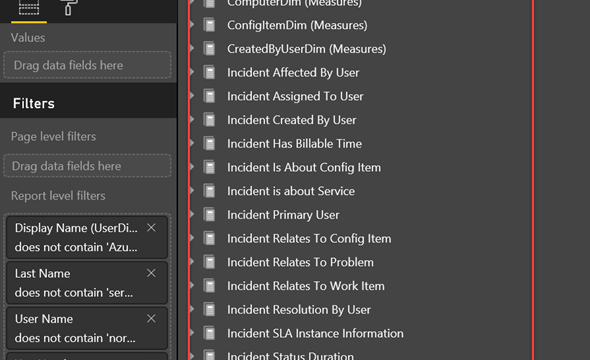 Values
Drag data fields here
Filters
Page level filters
Drag data fields here
Report level filters
Display Name (UserDi...
does not contain 'Azu...
Last Name
does not contain 'ser...
User Name
does not contain 'nor...
ComputerDim (Measures)
ConfigItemDim (Measures)
CreatedByUserDim (Measures)
Incident Affected By User
Incident Assigned To User
Incident Created By User
Incident Has Billable Time
Incident Is About Config Item
Incident is about Service
Incident Primary User
Incident Relates To Config Item
Incident Relates To Problem
Incident Relates To Work Item
Incident Resolution By User
Incident SLA Instance Information
Incident Status Duration